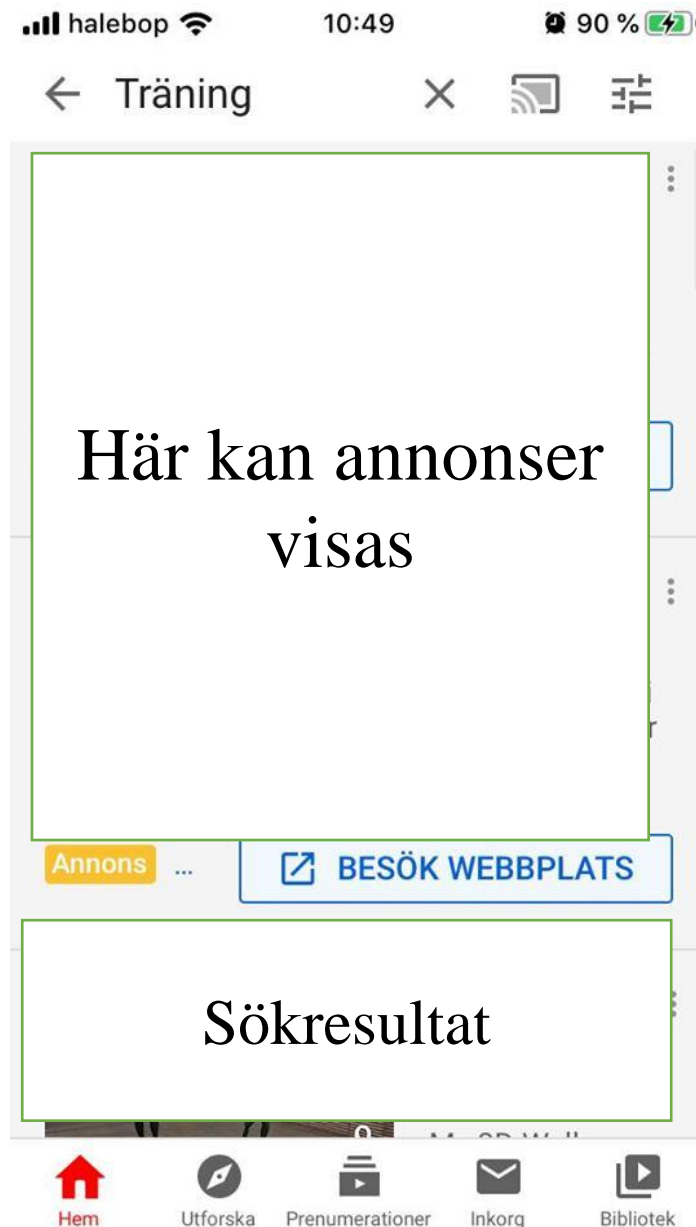 halebop 10:49 90 %
Träning
Här kan annonser
visas
Annons ... BESÖK WEBBPLATS
Sökresultat
Hem Utforska Prenumerationer Inkorg Bibliotek